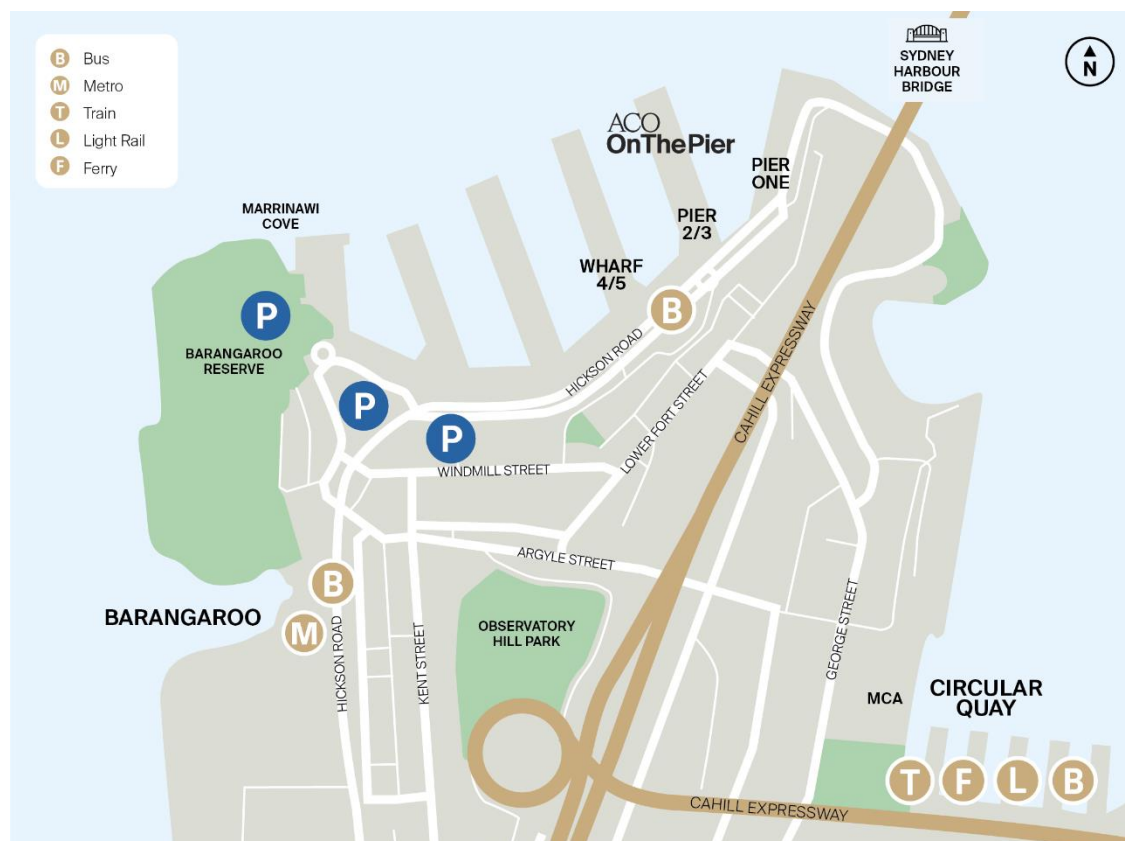 B Bus
M Metro
T Train
L Light Rail
F Ferry
SYDNEY
HARBOUR
BRIDGE
N
ACO
OnThePier
PIER
ONE
PIER
2/3
WHARF
4/5
MARRINAWI
COVE
P
BARANGAROO
RESERVE
P
P
B
HICKSON ROAD
CAHILL EXPRESSWAY
LOWER FORT STREET
WINDMILL STREET
ARGYLE STREET
B
BARANGAROO
M
HICKSON ROAD
KENT STREET
OBSERVATORY
HILL PARK
GEORGE STREET
MCA
CIRCULAR
QUAY
T F L B
CAHILL EXPRESSWAY